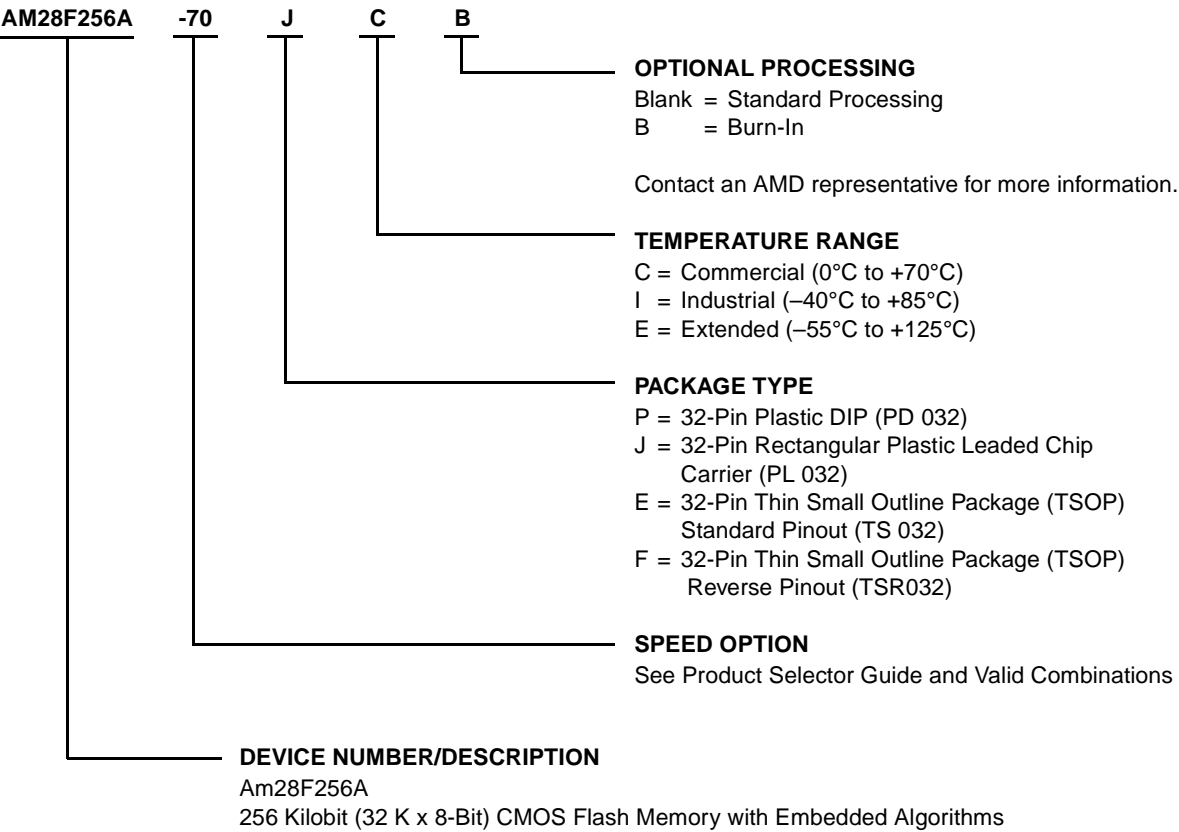 AM28F256A -70 J C B
OPTIONAL PROCESSING
Blank = Standard Processing
B = Burn-In
Contact an AMD representative for more information.
TEMPERATURE RANGE
C = Commercial (0°C to +70°C)
I = Industrial (–40°C to +85°C)
E = Extended (–55°C to +125°C)
PACKAGE TYPE
P = 32-Pin Plastic DIP (PD 032)
J = 32-Pin Rectangular Plastic Leaded Chip
Carrier (PL 032)
E = 32-Pin Thin Small Outline Package (TSOP)
Standard Pinout (TS 032)
F = 32-Pin Thin Small Outline Package (TSOP)
Reverse Pinout (TSR032)
SPEED OPTION
See Product Selector Guide and Valid Combinations
DEVICE NUMBER/DESCRIPTION
Am28F256A
256 Kilobit (32 K x 8-Bit) CMOS Flash Memory with Embedded Algorithms